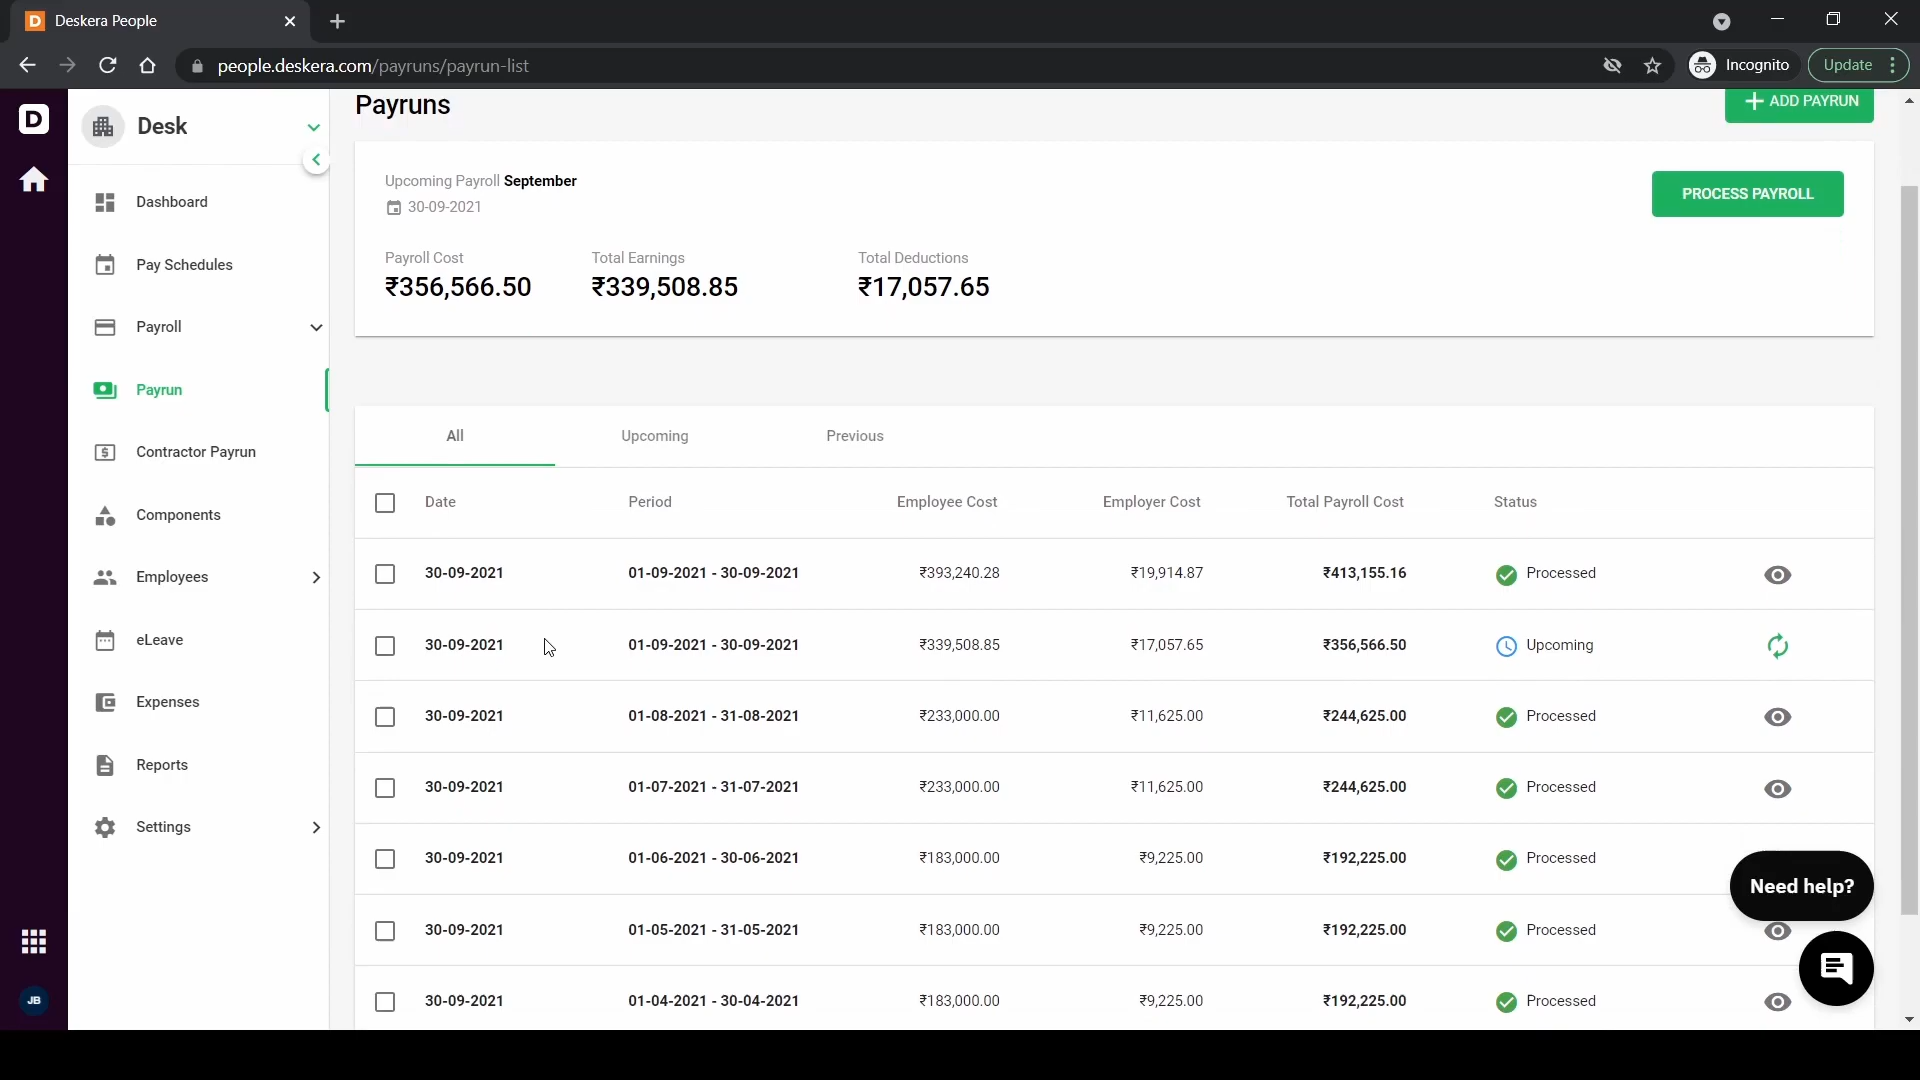 D Deskera People
people.deskera.com/payruns/payrun-list
Incognito
Update
D
Desk
Dashboard
Pay Schedules
Payroll
Payrun
Contractor Payrun
Components
Employees
eLeave
Expenses
Reports
Settings
JB
Payruns
+ ADD PAYRUN
Upcoming Payroll September
30-09-2021
PROCESS PAYROLL
Payroll Cost Total Earnings Total Deductions
₹356,566.50 ₹339,508.85 ₹17,057.65
All Upcoming Previous
Date Period Employee Cost Employer Cost Total Payroll Cost Status
30-09-2021 01-09-2021 - 30-09-2021 ₹393,240.28 ₹19,914.87 ₹413,155.16 Processed
30-09-2021 01-09-2021 - 30-09-2021 ₹339,508.85 ₹17,057.65 ₹356,566.50 Upcoming
30-09-2021 01-08-2021 - 31-08-2021 ₹233,000.00 ₹11,625.00 ₹244,625.00 Processed
30-09-2021 01-07-2021 - 31-07-2021 ₹233,000.00 ₹11,625.00 ₹244,625.00 Processed
30-09-2021 01-06-2021 - 30-06-2021 ₹183,000.00 ₹9,225.00 ₹192,225.00 Processed
30-09-2021 01-05-2021 - 31-05-2021 ₹183,000.00 ₹9,225.00 ₹192,225.00 Processed
30-09-2021 01-04-2021 - 30-04-2021 ₹183,000.00 ₹9,225.00 ₹192,225.00 Processed
Need help?